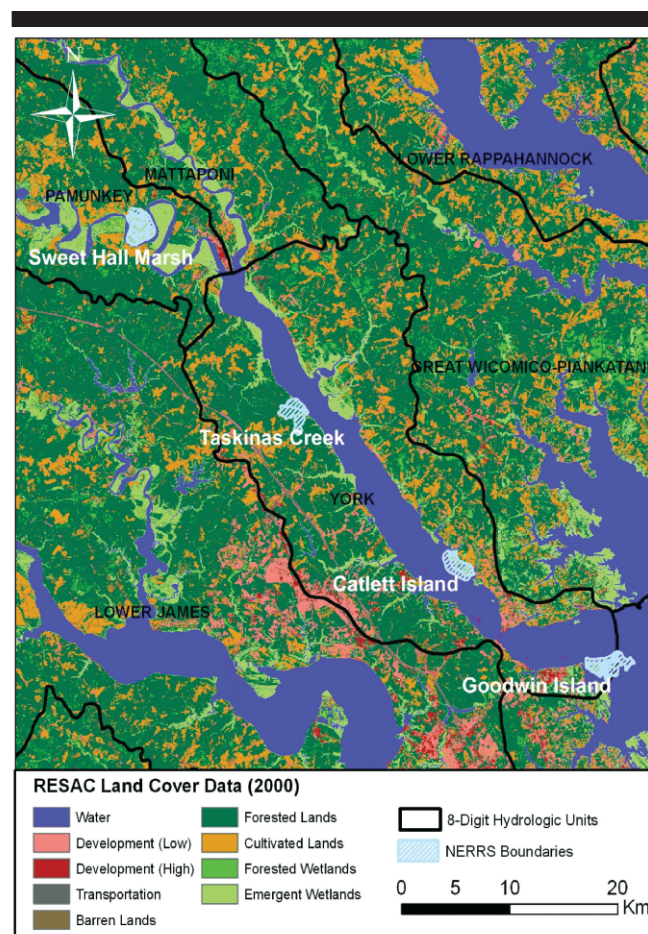 LOWER RAPPAHANNOCK
MATTAPONI
PAMUNKEY
Sweet Hall Marsh
GREAT WICOMICO-PIANKATAN
Taskinas Creek
YORK
Catlett Island
LOWER JAMES
Goodwin Island
RESAC Land Cover Data (2000)
Water
Development (Low)
Development (High)
Transportation
Barren Lands
Forested Lands
Cultivated Lands
Forested Wetlands
Emergent Wetlands
8-Digit Hydrologic Units
NERRS Boundaries
0 5 10 20
Km